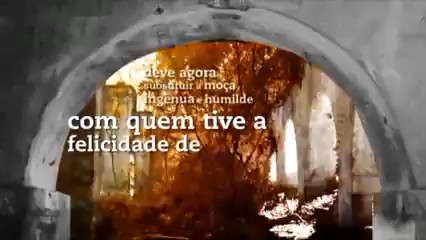 deve agora
substituir a moça
ingênua e humilde
com quem tive a
felicidade de